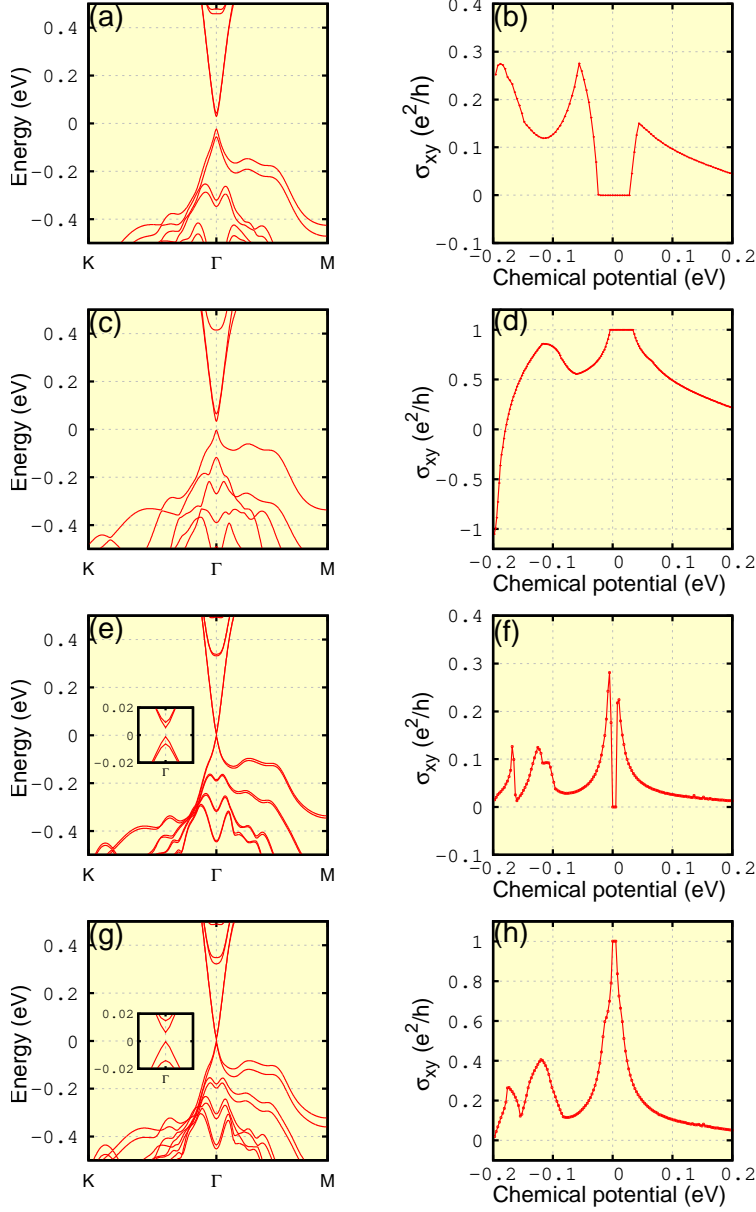 (a)
Energy (eV)
0.4
0.2
0
−0.2
−0.4
K Γ M
(b)
σxy (e2/h)
0.4
0.3
0.2
0.1
0
−0.1
−0.2 −0.1 0 0.1 0.2
Chemical potential (eV)
(c)
Energy (eV)
0.4
0.2
0
−0.2
−0.4
K Γ M
(d)
σxy (e2/h)
1
0.5
0
−0.5
−1
−0.2 −0.1 0 0.1 0.2
Chemical potential (eV)
(e)
Energy (eV)
0.4
0.2
0
−0.2
−0.4
0.02
0
−0.02
Γ
K Γ M
(f)
σxy (e2/h)
0.4
0.3
0.2
0.1
0
−0.1
−0.2 −0.1 0 0.1 0.2
Chemical potential (eV)
(g)
Energy (eV)
0.4
0.2
0
−0.2
−0.4
0.02
0
−0.02
Γ
K Γ M
(h)
σxy (e2/h)
1
0.8
0.6
0.4
0.2
0
−0.2 −0.1 0 0.1 0.2
Chemical potential (eV)